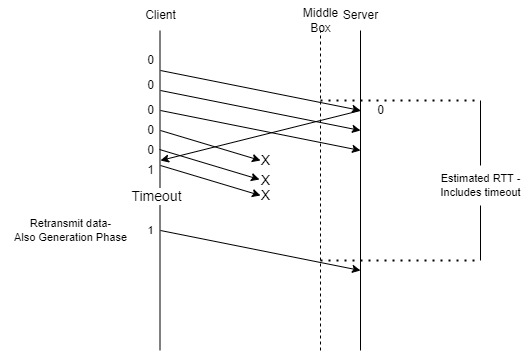 Client
Middle
Box
Server
0
0
0
0
0
0
1
X
X
X
Timeout
Estimated RTT -
Includes timeout
Retransmit data-
Also Generation Phase
1